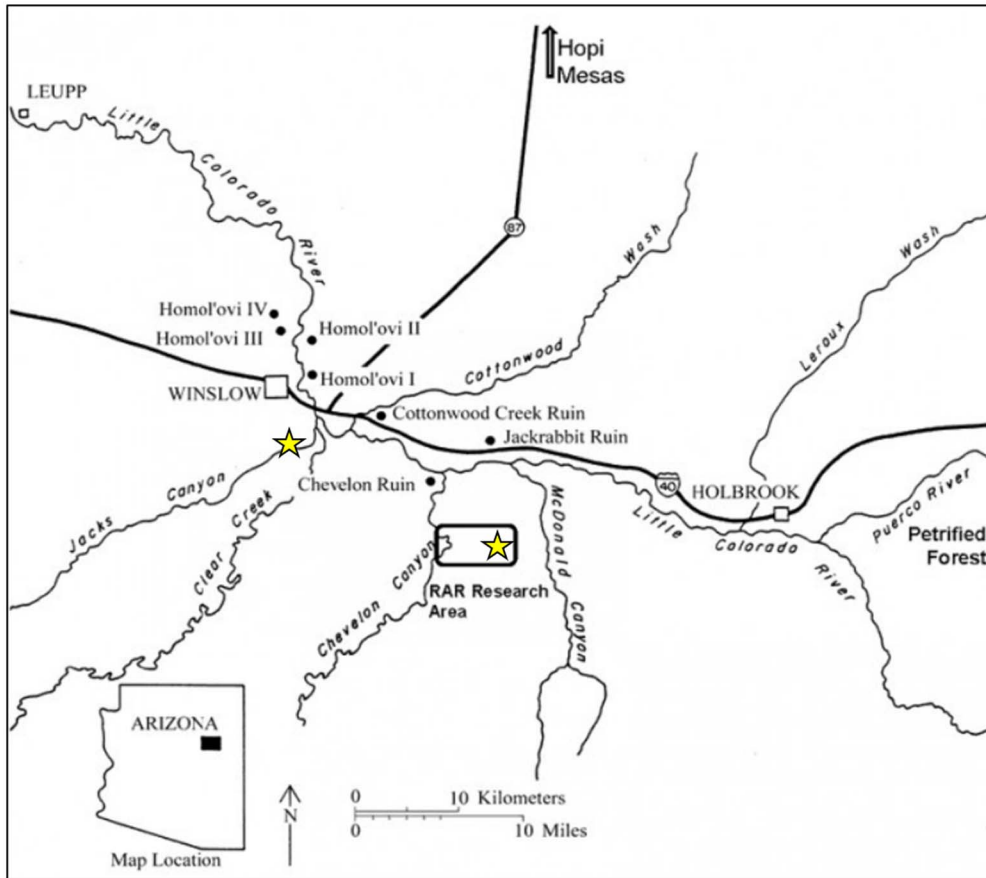 Hopi
Mesas
LEUPP
Little
Colorado
River
87
Wash
Wash
Leroux
Homol'ovi IV
Homol'ovi III
Homol'ovi II
Homol'ovi I
Cottonwood
WINSLOW
Cottonwood Creek Ruin
Jackrabbit Ruin
Jacks Canyon
Clear Creek
Chevelon Ruin
40
HOLBROOK
McDonald Canyon
Little Colorado River
Puerco River
Petrified
Forest
Chevelon Canyon
RAR Research
Area
ARIZONA
Map Location
N
0 10 Kilometers
0 10 Miles